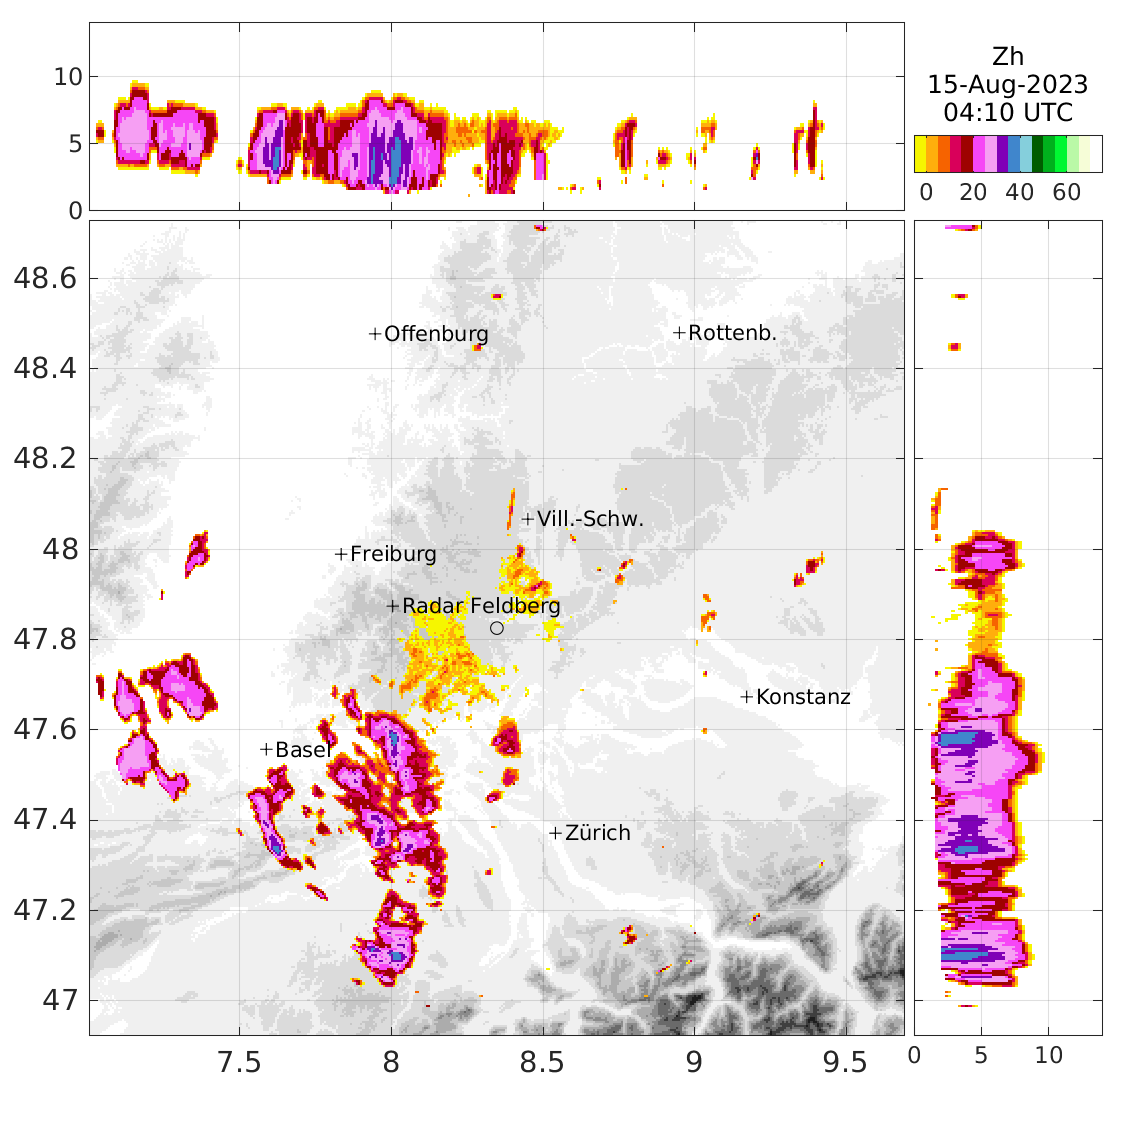 Zh
15-Aug-2023
04:10 UTC
0 20 40 60
10
5
0
48.6
48.4
48.2
48
47.8
47.6
47.4
47.2
47
+Offenburg
+Rottenb.
+Vill.-Schw.
+Freiburg
+Radar Feldberg
+Konstanz
+Basel
+Zürich
7.5 8 8.5 9 9.5
0 5 10